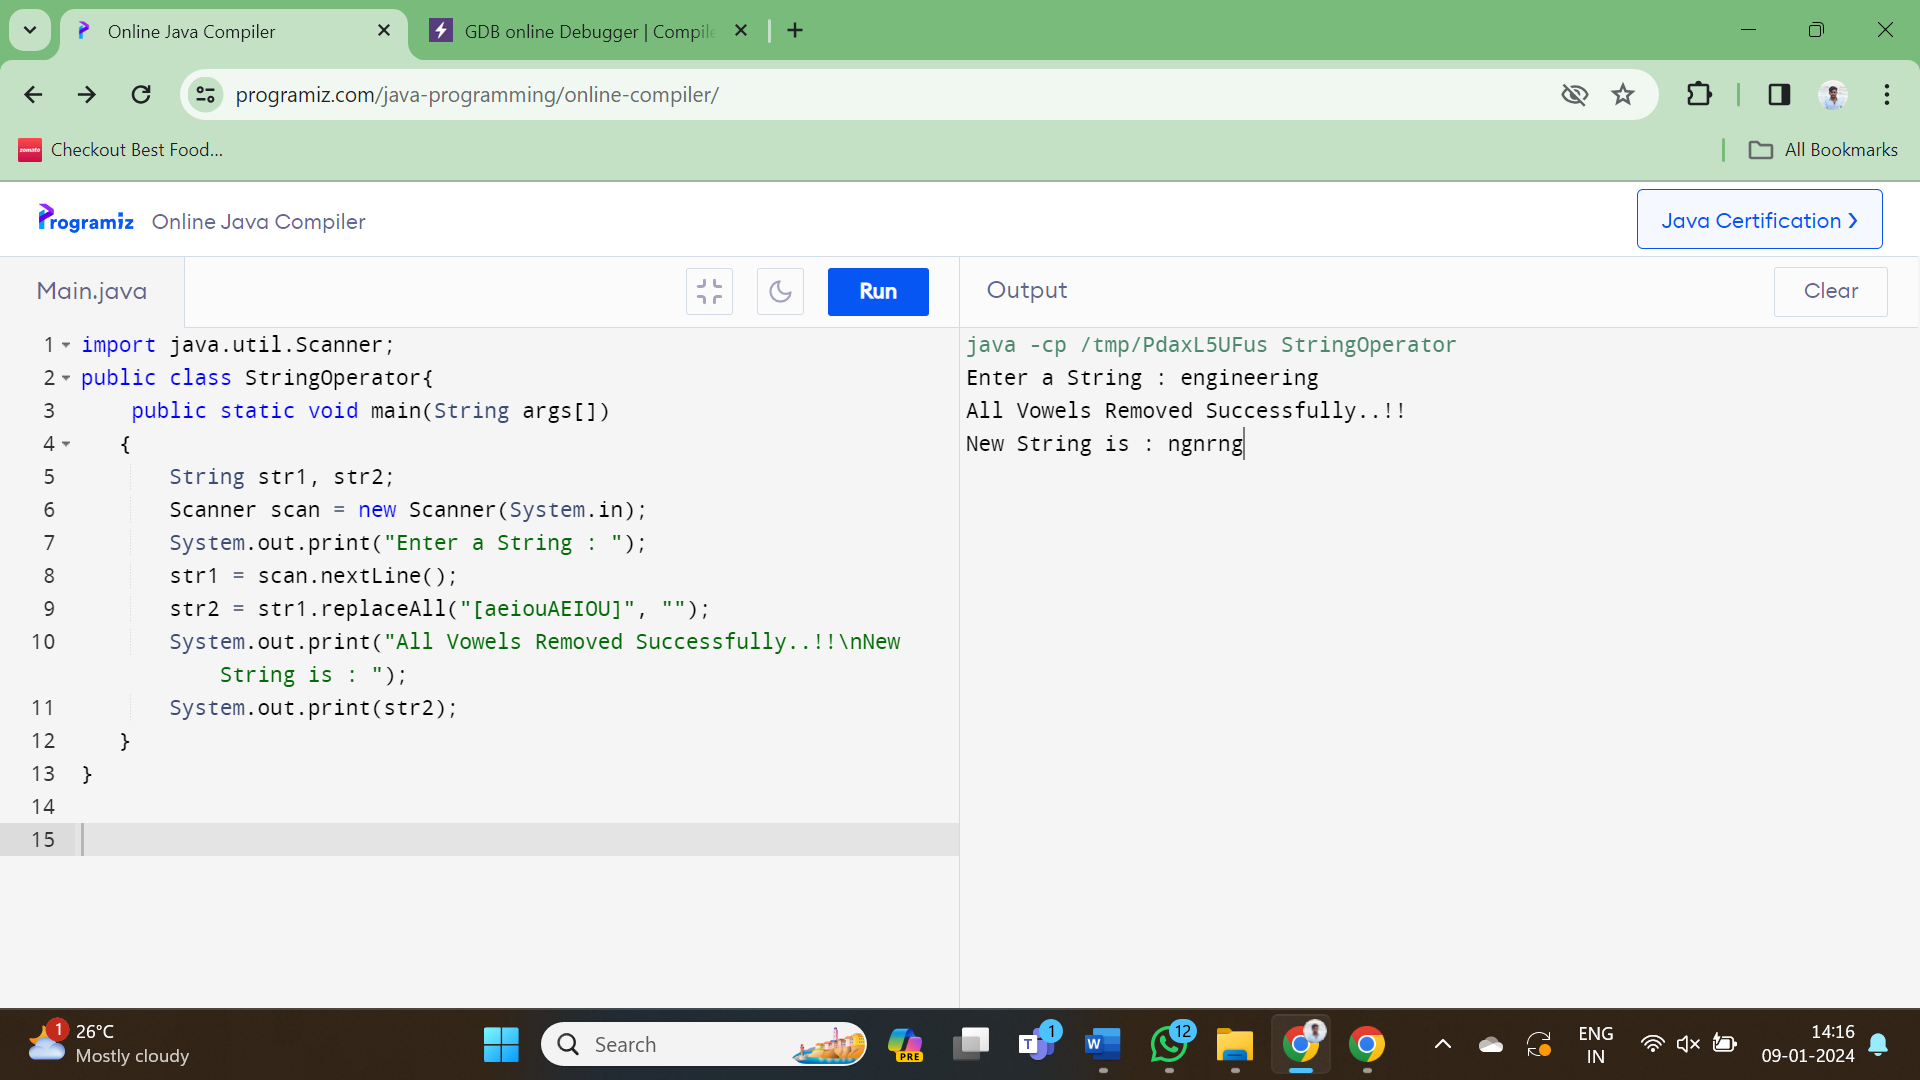 Online Java Compiler
GDB online Debugger | Compile
programiz.com/java-programming/online-compiler/
zomato
Checkout Best Food...
All Bookmarks
Programiz Online Java Compiler
Java Certification ›
Main.java
Run
Output
Clear
1 import java.util.Scanner;
2 public class StringOperator{
3 public static void main(String args[])
4 {
5 String str1, str2;
6 Scanner scan = new Scanner(System.in);
7 System.out.print("Enter a String : ");
8 str1 = scan.nextLine();
9 str2 = str1.replaceAll("[aeiouAEIOU]", "");
10 System.out.print("All Vowels Removed Successfully..!!\nNew
String is : ");
11 System.out.print(str2);
12 }
13 }
14
15
java -cp /tmp/PdaxL5UFus StringOperator
Enter a String : engineering
All Vowels Removed Successfully..!!
New String is : ngnrng
1
26°C
Mostly cloudy
Search
PRE
T
1
W
12
ENG
IN
14:16
09-01-2024